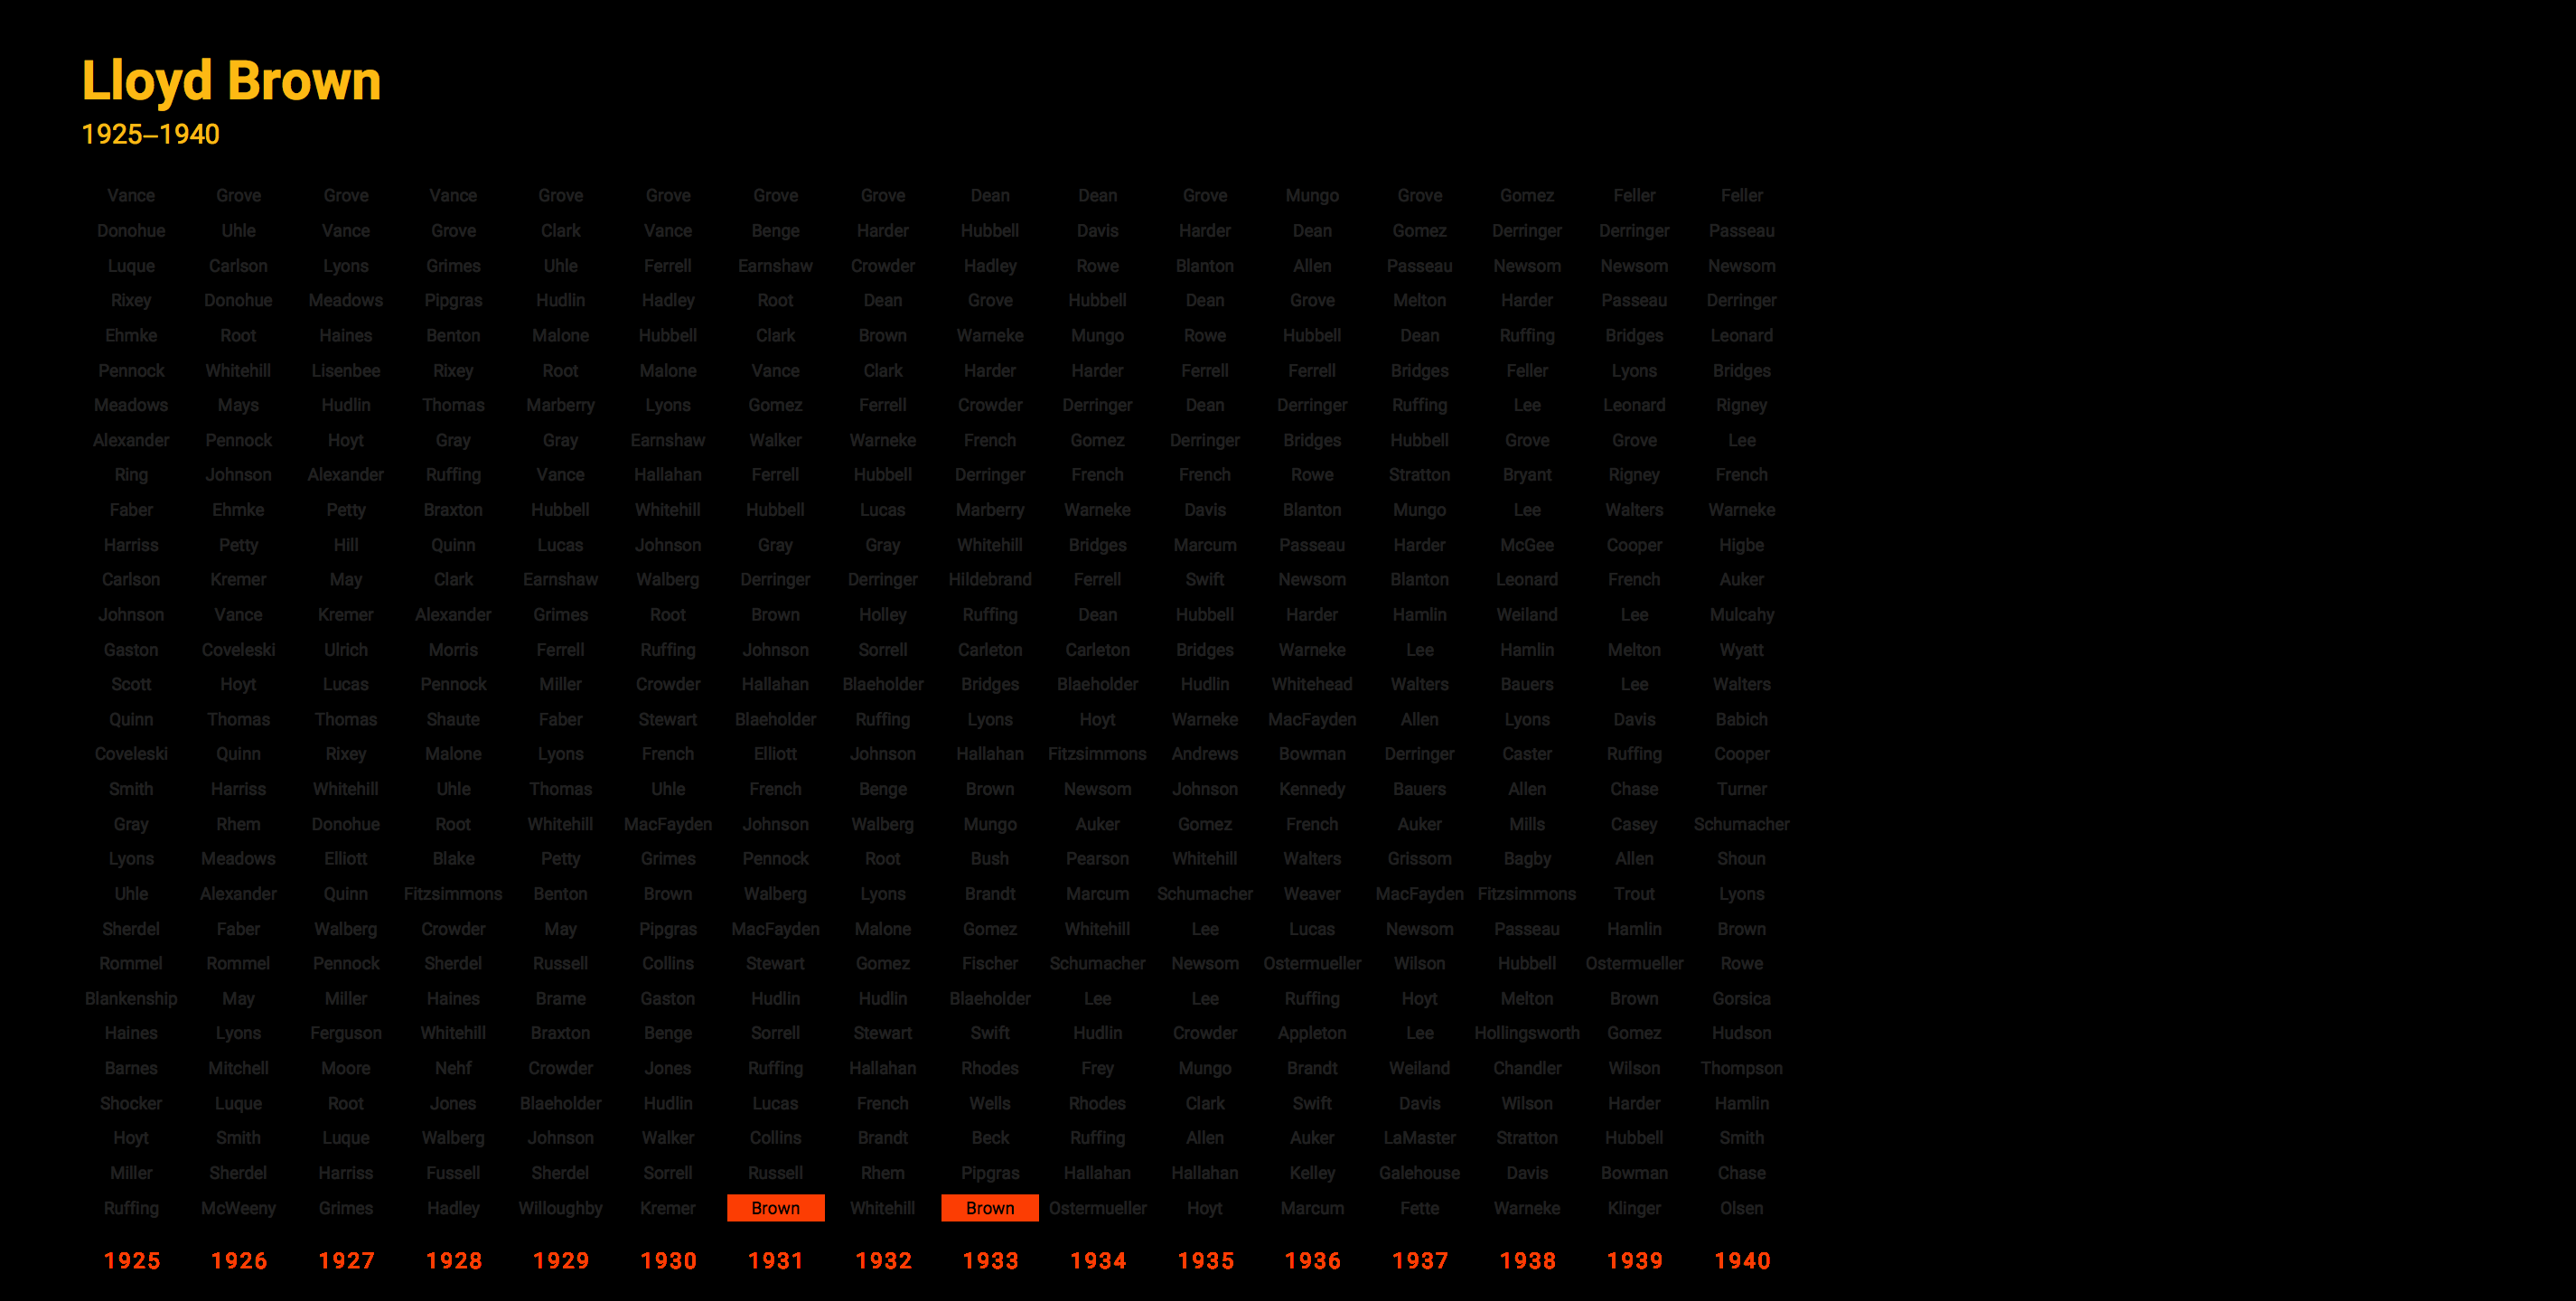 Lloyd Brown
1925–1940
Vance Grove Grove Vance Grove Grove Grove Grove Dean Dean Grove Mungo Grove Gomez Feller Feller
Donohue Uhle Vance Grove Clark Vance Benge Harder Hubbell Davis Harder Dean Gomez Derringer Derringer Passeau
Luque Carlson Lyons Grimes Uhle Ferrell Earnshaw Crowder Hadley Rowe Blanton Allen Passeau Newsom Newsom Newsom
Rixey Donohue Meadows Pipgras Hudlin Hadley Root Dean Grove Hubbell Dean Grove Melton Harder Passeau Derringer
Ehmke Root Haines Benton Malone Hubbell Clark Brown Warneke Mungo Rowe Hubbell Dean Ruffing Bridges Leonard
Pennock Whitehill Lisenbee Rixey Root Malone Vance Clark Harder Harder Ferrell Ferrell Bridges Feller Lyons Bridges
Meadows Mays Hudlin Thomas Marberry Lyons Gomez Ferrell Crowder Derringer Dean Derringer Ruffing Lee Leonard Rigney
Alexander Pennock Hoyt Gray Gray Earnshaw Walker Warneke French Gomez Derringer Bridges Hubbell Grove Grove Lee
Ring Johnson Alexander Ruffing Vance Hallahan Ferrell Hubbell Derringer French French Rowe Stratton Bryant Rigney French
Faber Ehmke Petty Braxton Hubbell Whitehill Hubbell Lucas Marberry Warneke Davis Blanton Mungo Lee Walters Warneke
Harriss Petty Hill Quinn Lucas Johnson Gray Gray Whitehill Bridges Marcum Passeau Harder McGee Cooper Higbe
Carlson Kremer May Clark Earnshaw Walberg Derringer Derringer Hildebrand Ferrell Swift Newsom Blanton Leonard French Auker
Johnson Vance Kremer Alexander Grimes Root Brown Holley Ruffing Dean Hubbell Harder Hamlin Weiland Lee Mulcahy
Gaston Coveleski Ulrich Morris Ferrell Ruffing Johnson Sorrell Carleton Carleton Bridges Warneke Lee Hamlin Melton Wyatt
Scott Hoyt Lucas Pennock Miller Crowder Hallahan Blaeholder Bridges Blaeholder Hudlin Whitehead Walters Bauers Lee Walters
Quinn Thomas Thomas Shaute Faber Stewart Blaeholder Ruffing Lyons Hoyt Warneke MacFayden Allen Lyons Davis Babich
Coveleski Quinn Rixey Malone Lyons French Elliott Johnson Hallahan Fitzsimmons Andrews Bowman Derringer Caster Ruffing Cooper
Smith Harriss Whitehill Uhle Thomas Uhle French Benge Brown Newsom Johnson Kennedy Bauers Allen Chase Turner
Gray Rhem Donohue Root Whitehill MacFayden Johnson Walberg Mungo Auker Gomez French Auker Mills Casey Schumacher
Lyons Meadows Elliott Blake Petty Grimes Pennock Root Bush Pearson Whitehill Walters Grissom Bagby Allen Shoun
Uhle Alexander Quinn Fitzsimmons Benton Brown Walberg Lyons Brandt Marcum Schumacher Weaver MacFayden Fitzsimmons Trout Lyons
Sherdel Faber Walberg Crowder May Pipgras MacFayden Malone Gomez Whitehill Lee Lucas Newsom Passeau Hamlin Brown
Rommel Rommel Pennock Sherdel Russell Collins Stewart Gomez Fischer Schumacher Newsom Ostermueller Wilson Hubbell Ostermueller Rowe
Blankenship May Miller Haines Brame Gaston Hudlin Hudlin Blaeholder Lee Lee Ruffing Hoyt Melton Brown Gorsica
Haines Lyons Ferguson Whitehill Braxton Benge Sorrell Stewart Swift Hudlin Crowder Appleton Lee Hollingsworth Gomez Hudson
Barnes Mitchell Moore Nehf Crowder Jones Ruffing Hallahan Rhodes Frey Mungo Brandt Weiland Chandler Wilson Thompson
Shocker Luque Root Jones Blaeholder Hudlin Lucas French Wells Rhodes Clark Swift Davis Wilson Harder Hamlin
Hoyt Smith Luque Walberg Johnson Walker Collins Brandt Beck Ruffing Allen Auker LaMaster Stratton Hubbell Smith
Miller Sherdel Harriss Fussell Sherdel Sorrell Russell Rhem Pipgras Hallahan Hallahan Kelley Galehouse Davis Bowman Chase
Ruffing McWeeny Grimes Hadley Willoughby Kremer Brown Whitehill Brown Ostermueller Hoyt Marcum Fette Warneke Klinger Olsen
1925 1926 1927 1928 1929 1930 1931 1932 1933 1934 1935 1936 1937 1938 1939 1940